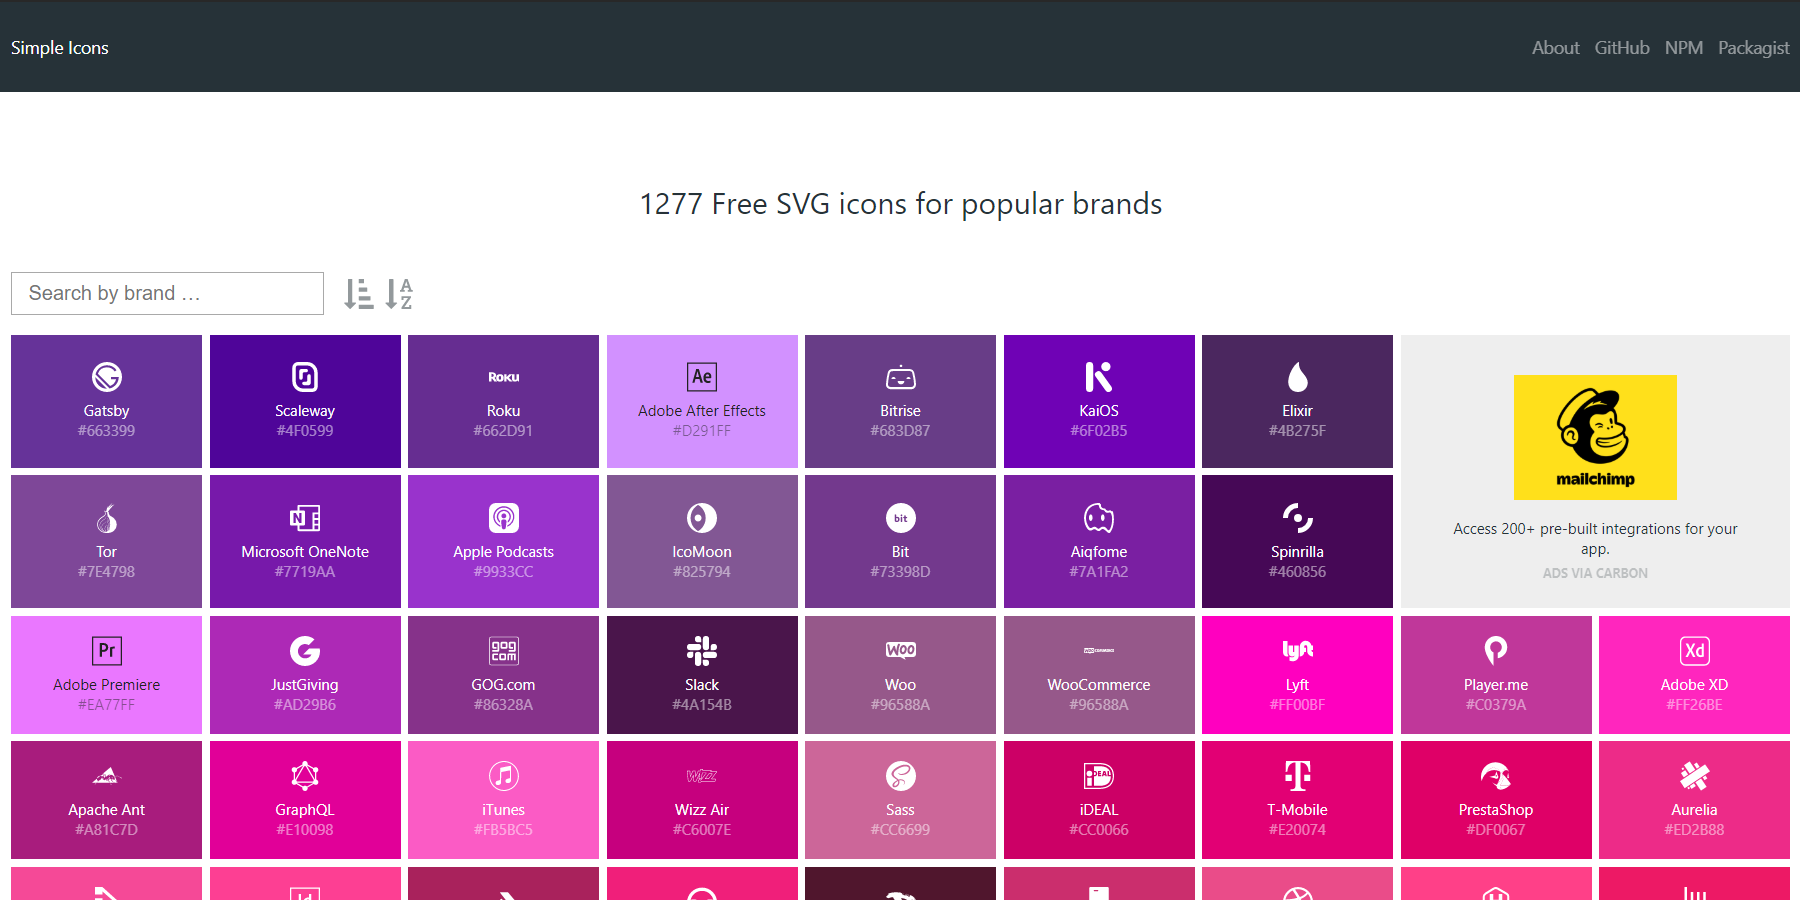 Simple Icons
About GitHub NPM Packagist
1277 Free SVG icons for popular brands
Search by brand …
A
Z
Roku
Ae
Gatsby
Scaleway
Roku
Adobe After Effects
Bitrise
KaiOS
Elixir
#663399
#4F0599
#662D91
#D291FF
#683D87
#6F02B5
#4B275F
mailchimp
Access 200+ pre-built integrations for your
app.
ADS VIA CARBON
N
bit
Tor
Microsoft OneNote
Apple Podcasts
IcoMoon
Bit
Aiqfome
Spinrilla
#7E4798
#7719AA
#9933CC
#825794
#73398D
#7A1FA2
#460856
Pr
gog
com
Woo
WOO COMMERCE
lyft
Xd
Adobe Premiere
JustGiving
GOG.com
Slack
Woo
WooCommerce
Lyft
Player.me
Adobe XD
#EA77FF
#AD29B6
#86328A
#4A154B
#96588A
#96588A
#FF00BF
#C0379A
#FF26BE
WIZZ
iDEAL
T
Apache Ant
GraphQL
iTunes
Wizz Air
Sass
iDEAL
T-Mobile
PrestaShop
Aurelia
#A81C7D
#E10098
#FB5BC5
#C6007E
#CC6699
#CC0066
#E20074
#DF0067
#ED2B88
Id